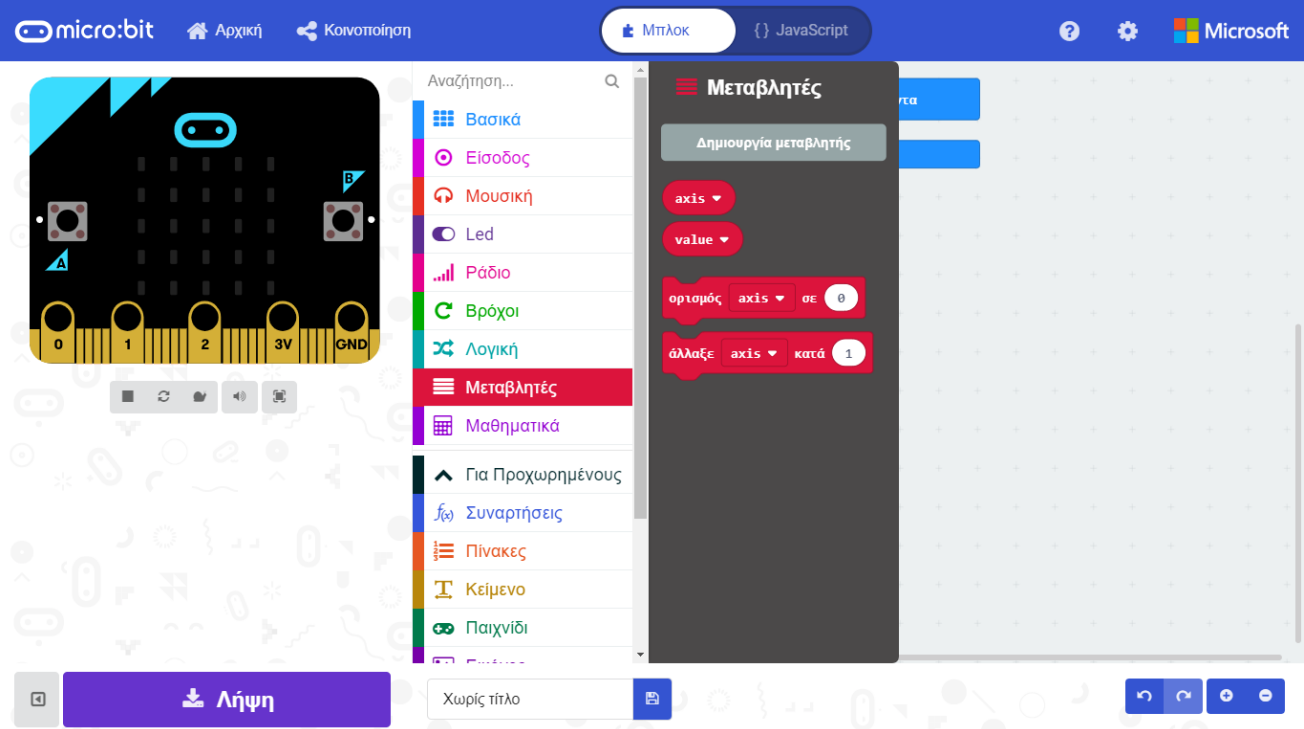 micro:bit
Αρχική
Κοινοποίηση
Μπλοκ
{} JavaScript
?
Microsoft
B
A
0 1 2 3V GND
Λήψη
Αναζήτηση...
Βασικά
Είσοδος
Μουσική
Led
Ράδιο
Βρόχοι
Λογική
Μεταβλητές
Μαθηματικά
Για Προχωρημένους
f(x) Συναρτήσεις
Πίνακες
Κείμενο
Παιχνίδι
Μεταβλητές
Δημιουργία μεταβλητής
axis
value
ορισμός axis σε 0
άλλαξε axis κατά 1
Χωρίς τίτλο